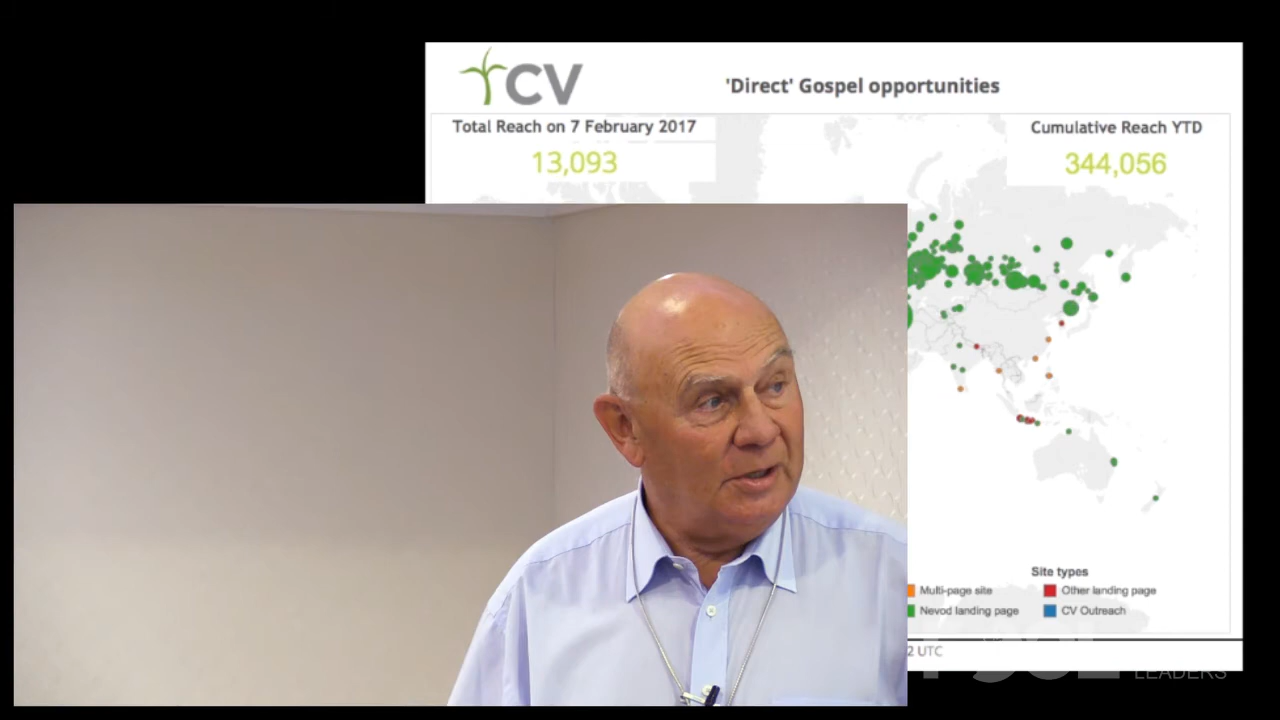 CV
'Direct' Gospel opportunities
Total Reach on 7 February 2017
13,093
Cumulative Reach YTD
344,056
Site types
Multi-page site
Other landing page
Nevod landing page
CV Outreach
2 UTC
LEADERS